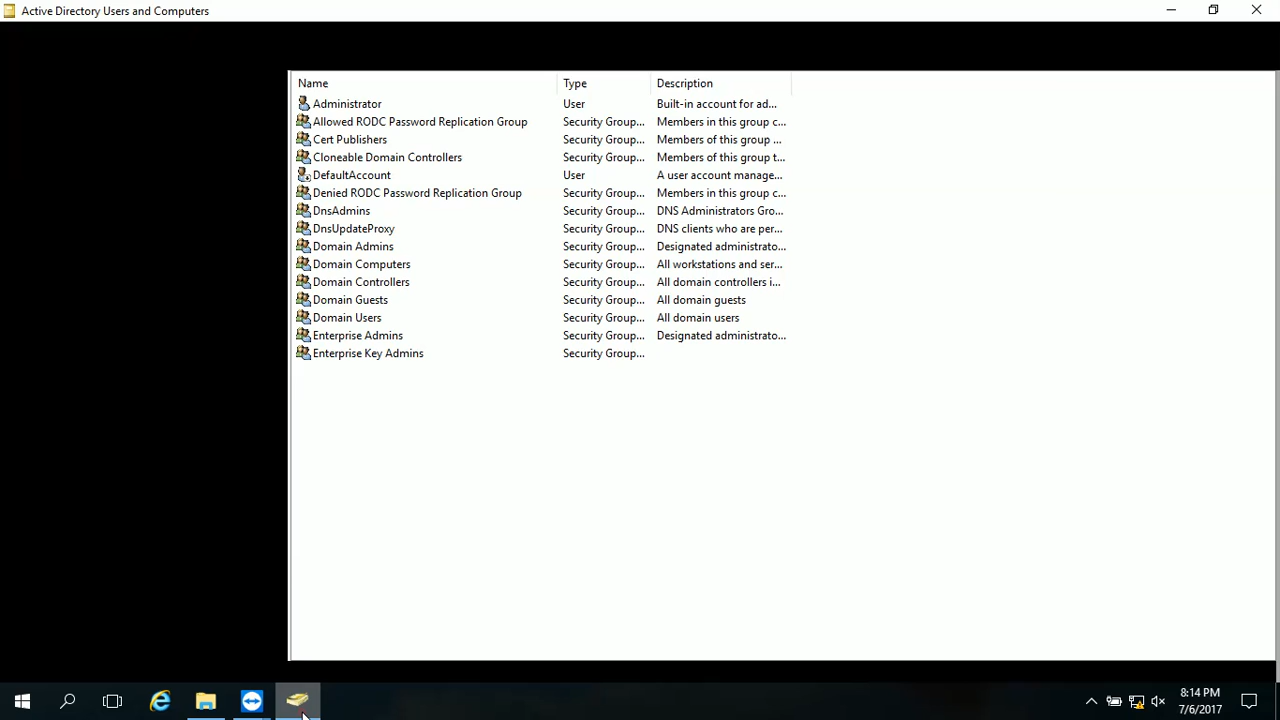 Active Directory Users and Computers
Name Type Description
Administrator User Built-in account for ad...
Allowed RODC Password Replication Group Security Group... Members in this group c...
Cert Publishers Security Group... Members of this group ...
Cloneable Domain Controllers Security Group... Members of this group t...
DefaultAccount User A user account manage...
Denied RODC Password Replication Group Security Group... Members in this group c...
DnsAdmins Security Group... DNS Administrators Gro...
DnsUpdateProxy Security Group... DNS clients who are per...
Domain Admins Security Group... Designated administrato...
Domain Computers Security Group... All workstations and ser...
Domain Controllers Security Group... All domain controllers i...
Domain Guests Security Group... All domain guests
Domain Users Security Group... All domain users
Enterprise Admins Security Group... Designated administrato...
Enterprise Key Admins Security Group...
8:14 PM
7/6/2017